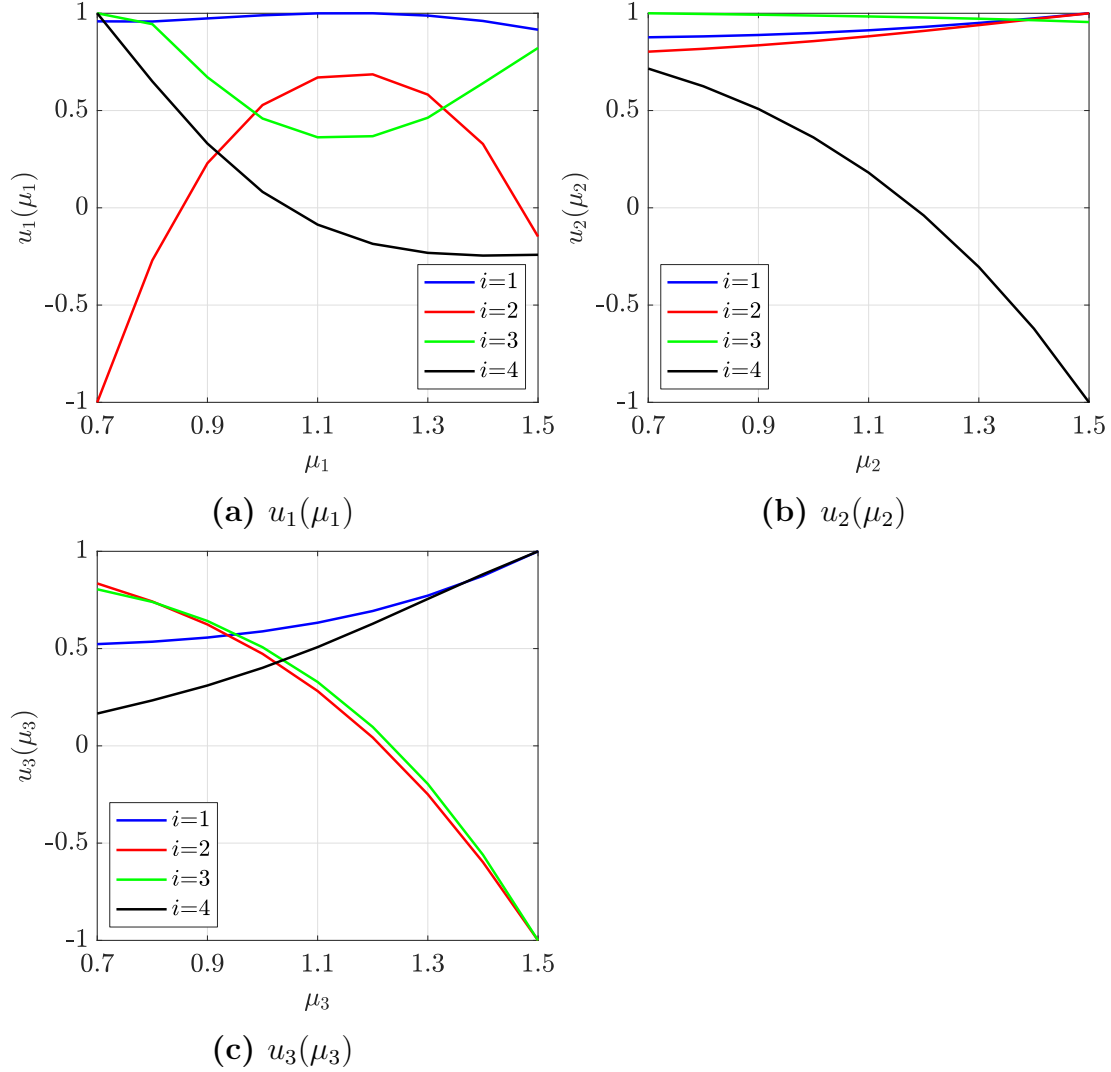 1
0.5
0
-0.5
-1
u₁(μ₁)
i=1
i=2
i=3
i=4
0.7 0.9 1.1 1.3 1.5
μ₁
(a) u₁(μ₁)
1
0.5
0
-0.5
-1
u₂(μ₂)
i=1
i=2
i=3
i=4
0.7 0.9 1.1 1.3 1.5
μ₂
(b) u₂(μ₂)
1
0.5
0
-0.5
-1
u₃(μ₃)
i=1
i=2
i=3
i=4
0.7 0.9 1.1 1.3 1.5
μ₃
(c) u₃(μ₃)